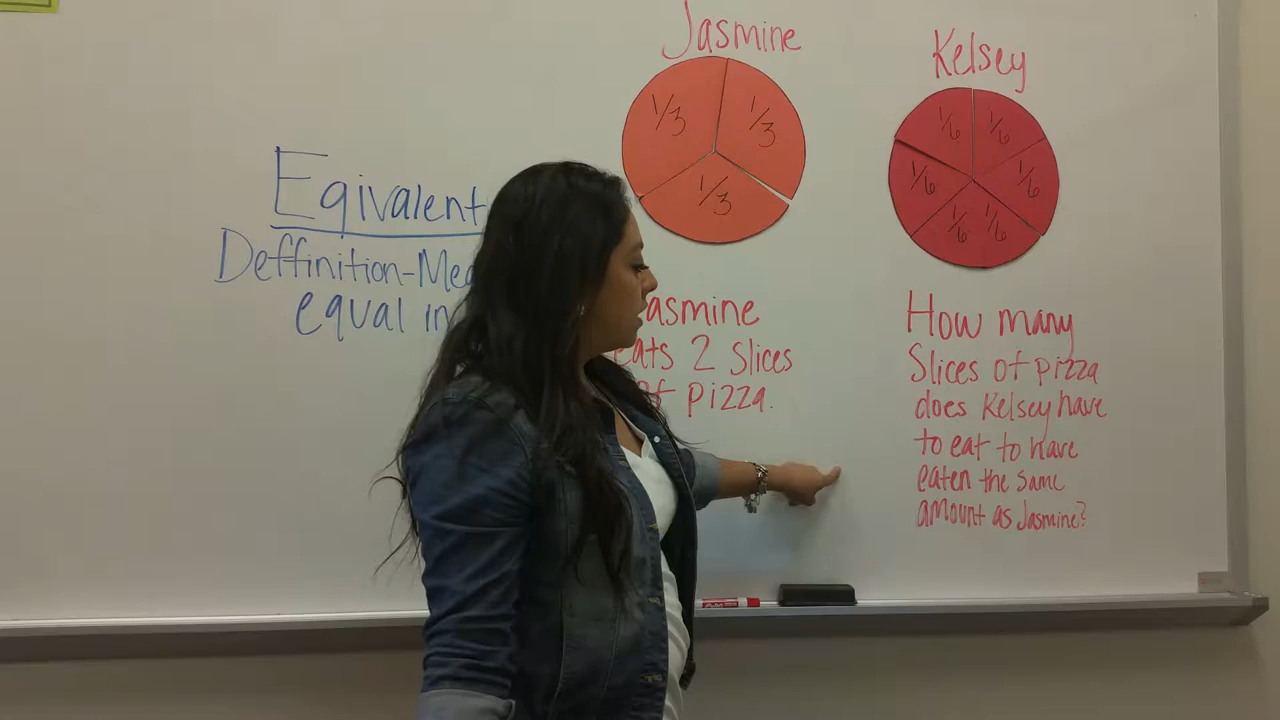 Eqivalent
Deffinition-
equal in
Jasmine
1/3 1/3
1/3
asmine
eats 2 slices
of pizza.
Kelsey
1/6 1/6
1/6 1/6
1/6 1/6
How many
Slices of pizza
does Kelsey have
to eat to have
eaten the same
amount as Jasmine?